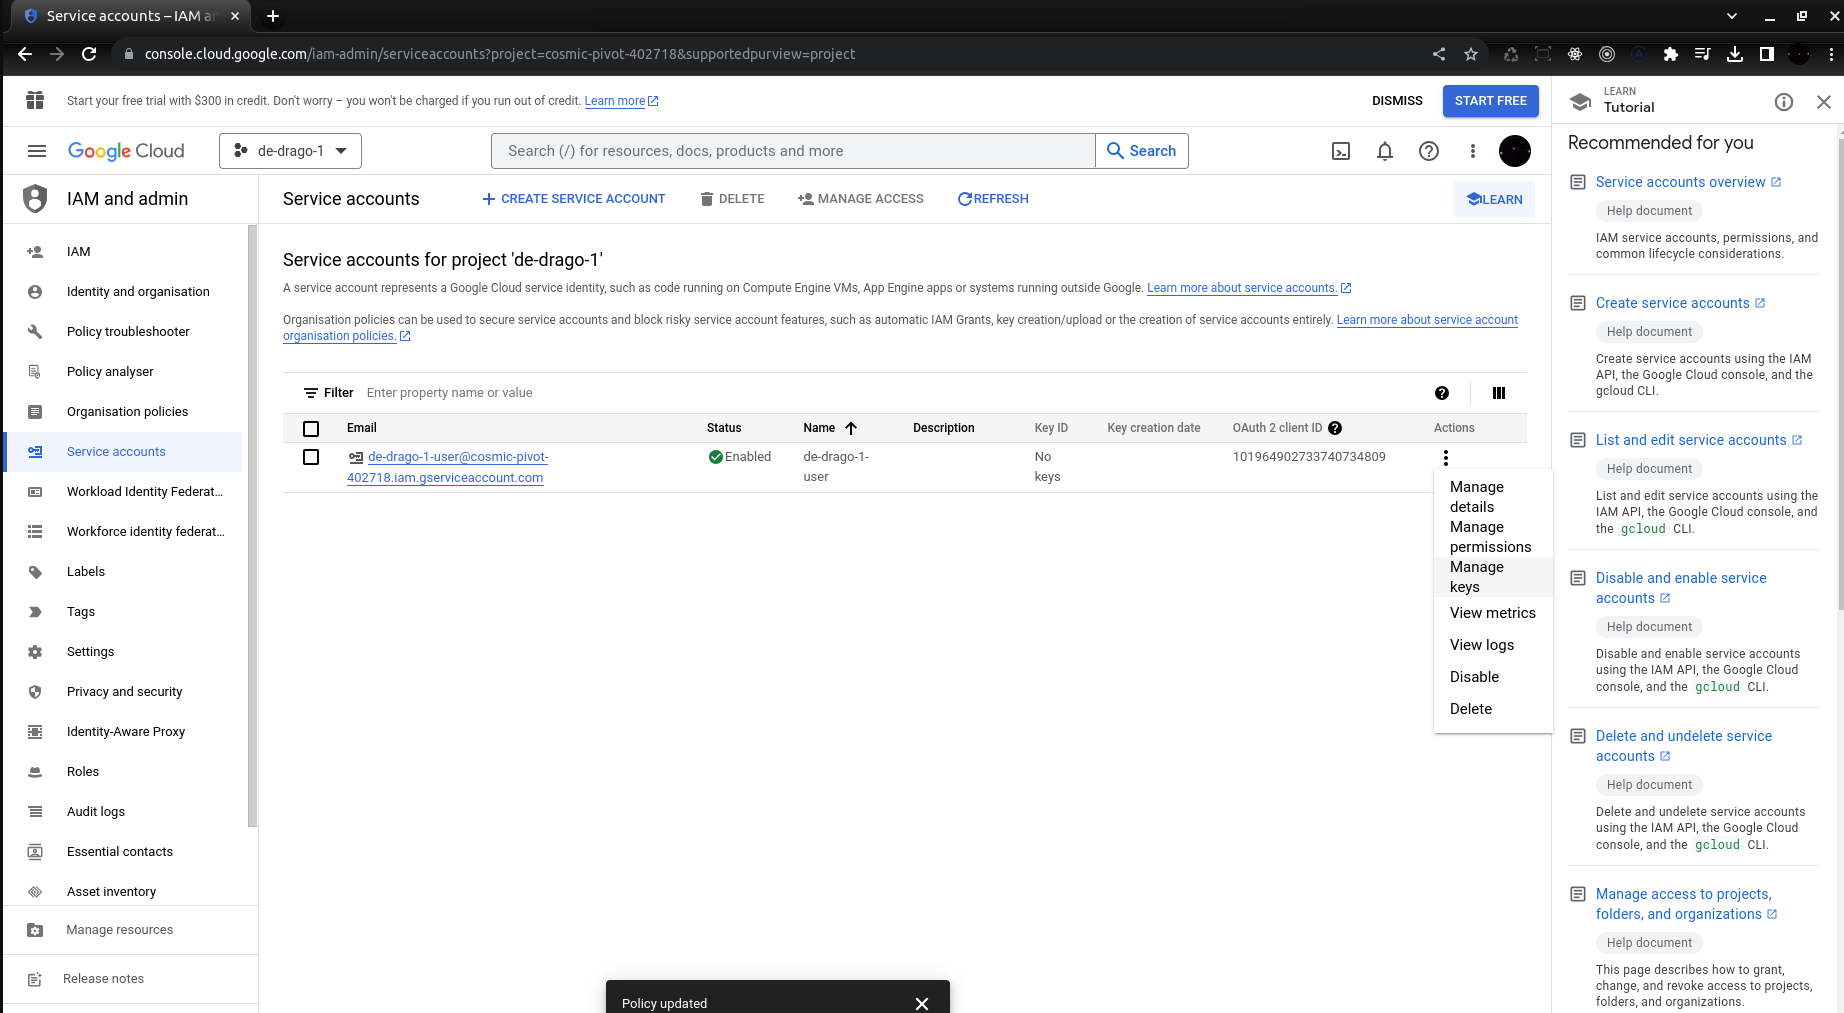 Service accounts – IAM ar
console.cloud.google.com/iam-admin/serviceaccounts?project=cosmic-pivot-402718&supportedpurview=project
Start your free trial with $300 in credit. Don't worry – you won't be charged if you run out of credit. Learn more
DISMISS
START FREE
Google Cloud
de-drago-1
Search (/) for resources, docs, products and more
Search
IAM and admin
IAM
Identity and organisation
Policy troubleshooter
Policy analyser
Organisation policies
Service accounts
Workload Identity Federat...
Workforce identity federat...
Labels
Tags
Settings
Privacy and security
Identity-Aware Proxy
Roles
Audit logs
Essential contacts
Asset inventory
Manage resources
Release notes
Service accounts
CREATE SERVICE ACCOUNT
DELETE
MANAGE ACCESS
REFRESH
LEARN
Service accounts for project 'de-drago-1'
A service account represents a Google Cloud service identity, such as code running on Compute Engine VMs, App Engine apps or systems running outside Google. Learn more about service accounts.
Organisation policies can be used to secure service accounts and block risky service account features, such as automatic IAM Grants, key creation/upload or the creation of service accounts entirely. Learn more about service account
organisation policies.
Filter
Enter property name or value
Email
Status
Name
Description
Key ID
Key creation date
OAuth 2 client ID
Actions
de-drago-1-user@cosmic-pivot-
402718.iam.gserviceaccount.com
Enabled
de-drago-1-
user
No
keys
101964902733740734809
Manage
details
Manage
permissions
Manage
keys
View metrics
View logs
Disable
Delete
Policy updated
LEARN
Tutorial
Recommended for you
Service accounts overview
Help document
IAM service accounts, permissions, and
common lifecycle considerations.
Create service accounts
Help document
Create service accounts using the IAM
API, the Google Cloud console, and the
gcloud CLI.
List and edit service accounts
Help document
List and edit service accounts using the
IAM API, the Google Cloud console, and
the gcloud CLI.
Disable and enable service
accounts
Help document
Disable and enable service accounts
using the IAM API, the Google Cloud
console, and the gcloud CLI.
Delete and undelete service
accounts
Help document
Delete and undelete service accounts
using the IAM API, the Google Cloud
console, and the gcloud CLI.
Manage access to projects,
folders, and organizations
Help document
This page describes how to grant,
change, and revoke access to projects,
folders, and organizations.